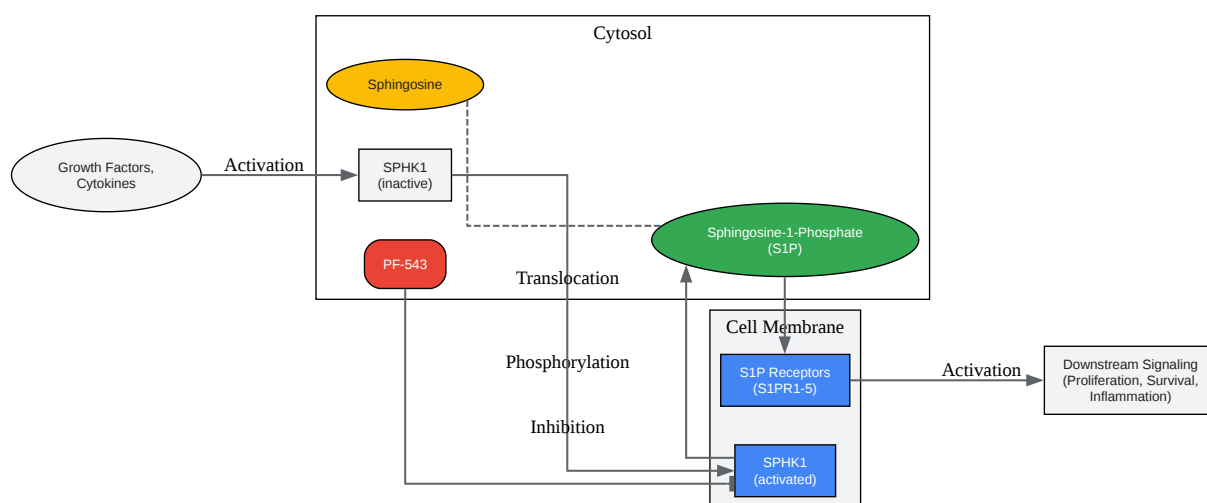 Cytosol
Sphingosine
Growth Factors,
Cytokines
Activation
SPHK1
(inactive)
Sphingosine-1-Phosphate
(S1P)
PF-543
Translocation
Cell Membrane
Phosphorylation
S1P Receptors
(S1PR1-5)
Activation
Downstream Signaling
(Proliferation, Survival,
Inflammation)
Inhibition
SPHK1
(activated)